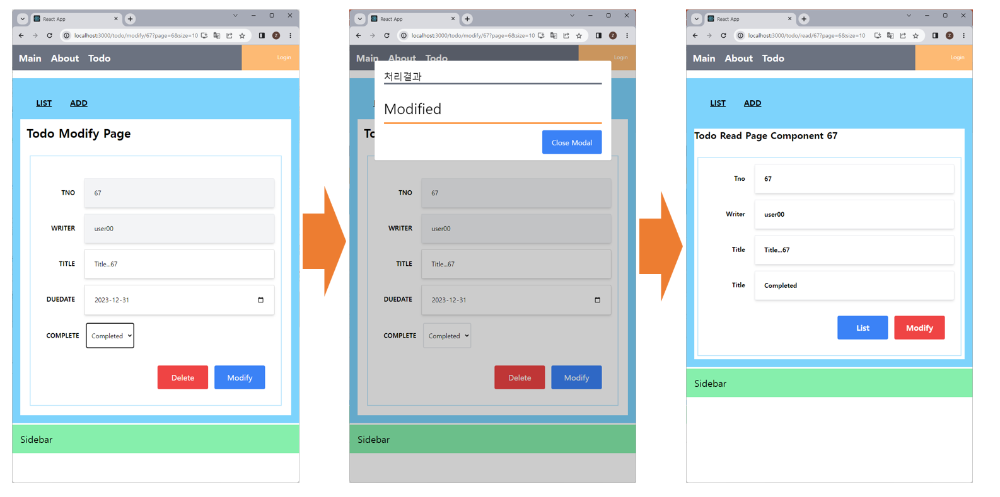 React App
localhost:3000/todo/modify/67?page=6&size=10
Main About Todo
Login
LIST ADD
Todo Modify Page
TNO 67
WRITER user00
TITLE Title...67
DUEDATE 2023-12-31
COMPLETE Completed
Delete Modify
Sidebar
React App
localhost:3000/todo/modify/67?page=6&size=10
Main About Todo
Login
처리결과
Modified
Close Modal
To
TNO 67
WRITER user00
TITLE Title...67
DUEDATE 2023-12-31
COMPLETE Completed
Delete Modify
Sidebar
React App
localhost:3000/todo/read/67?page=6&size=10
Main About Todo
Login
LIST ADD
Todo Read Page Component 67
Tno 67
Writer user00
Title Title...67
Title Completed
List Modify
Sidebar